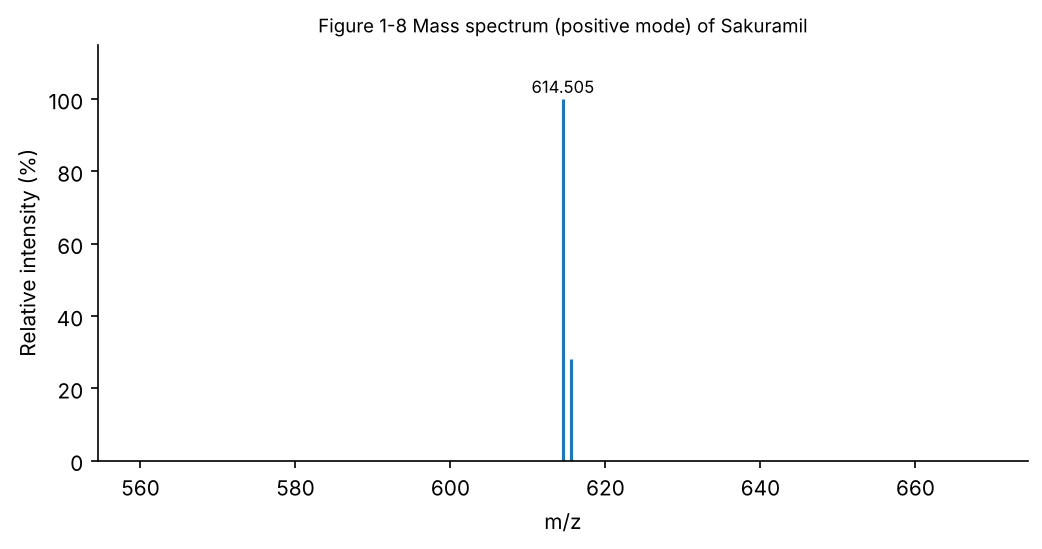 Figure 1-8 Mass spectrum (positive mode) of Sakuramil
614.505
100
80
60
40
20
0
Relative intensity (%)
560 580 600 620 640 660
m/z